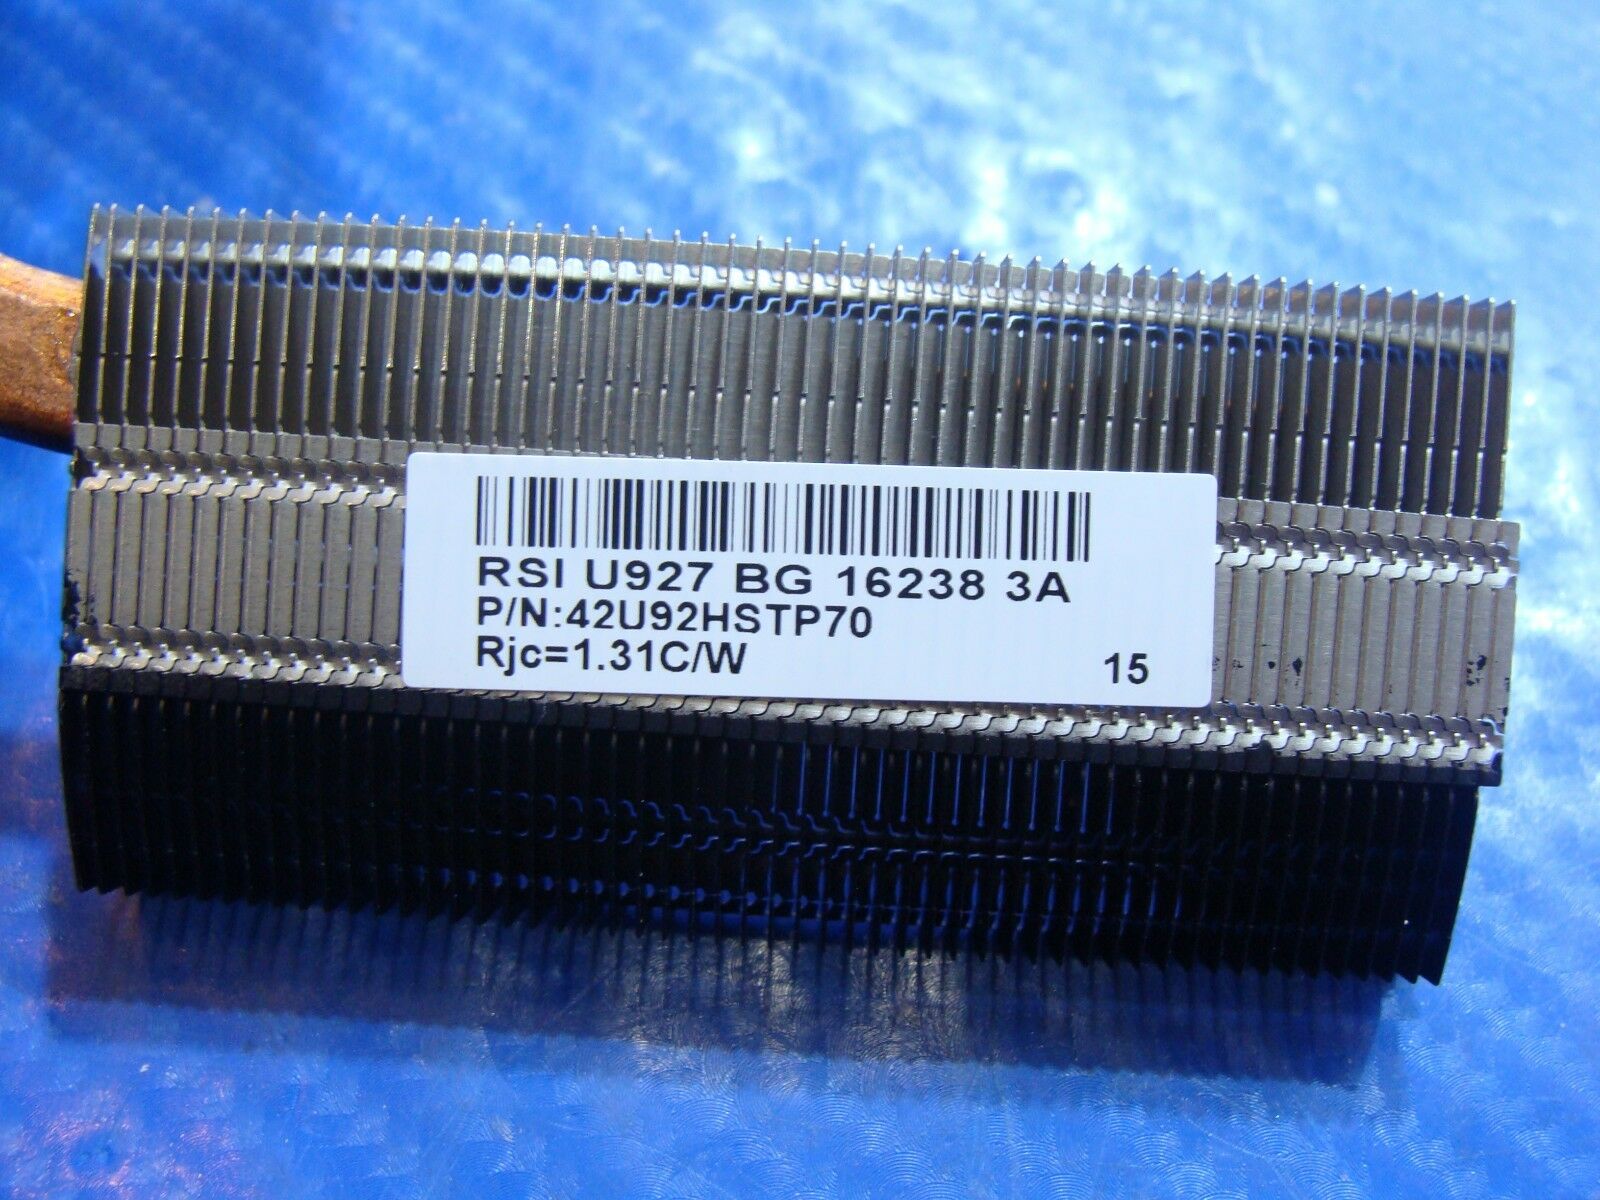 RSI U927 BG 16238 3A
P/N:42U92HSTP70
Rjc=1.31C/W
15